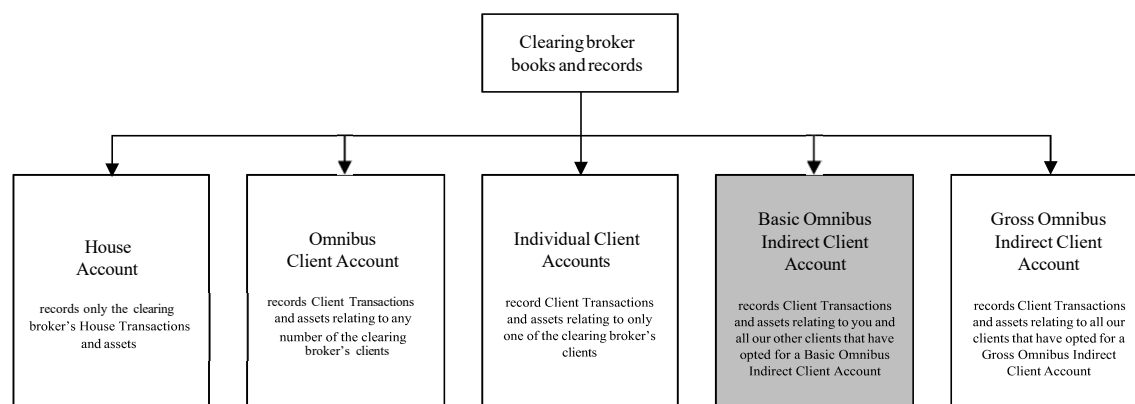 Clearing broker
books and records
House
Account
records only the clearing
broker's House Transactions
and assets
Omnibus
Client Account
records Client Transactions
and assets relating to any
number of the clearing
broker's clients
Individual Client
Accounts
record Client Transactions
and assets relating to only
one of the clearing broker's
clients
Basic Omnibus
Indirect Client
Account
records Client Transactions
and assets relating to you and
all our other clients that have
opted for a Basic Omnibus
Indirect Client Account
Gross Omnibus
Indirect Client
Account
records Client Transactions
and assets relating to all our
clients that have opted for a
Gross Omnibus Indirect
Client Account